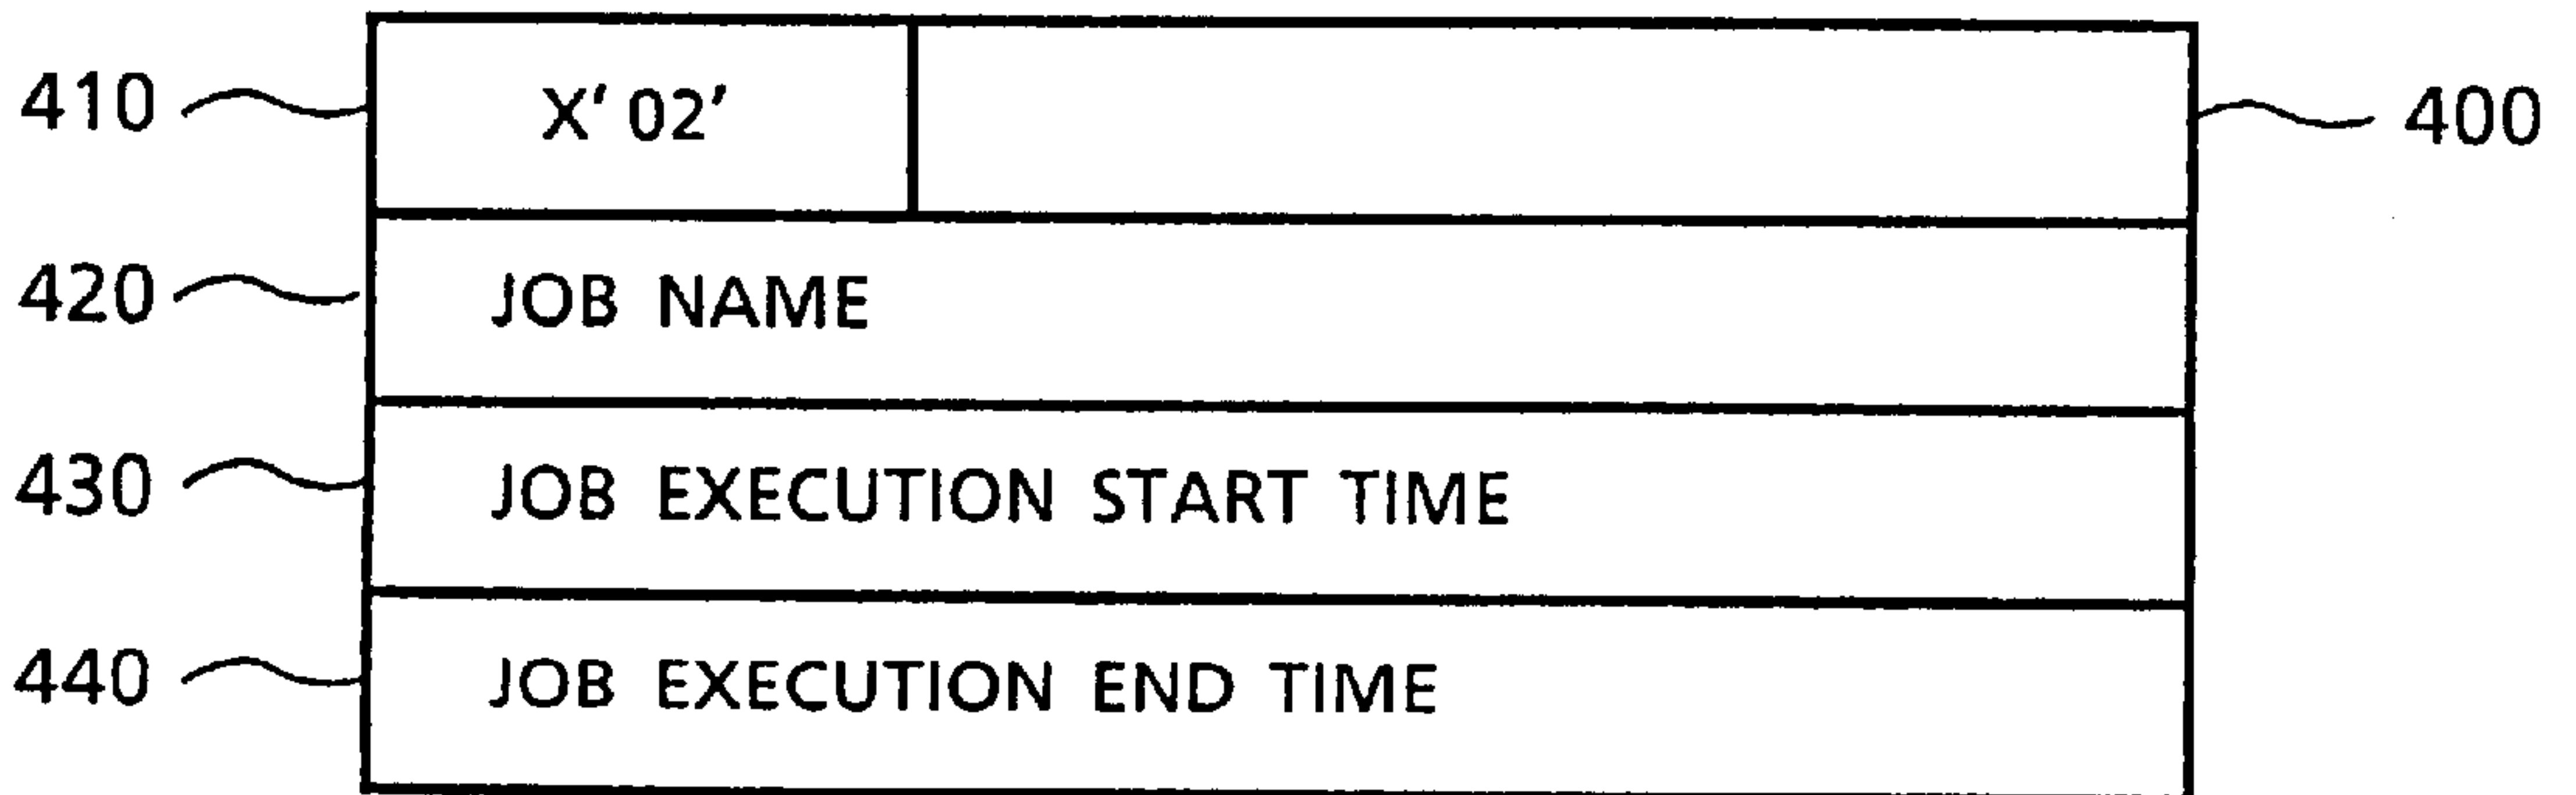 410 X' 02' 400
420 JOB NAME
430 JOB EXECUTION START TIME
440 JOB EXECUTION END TIME